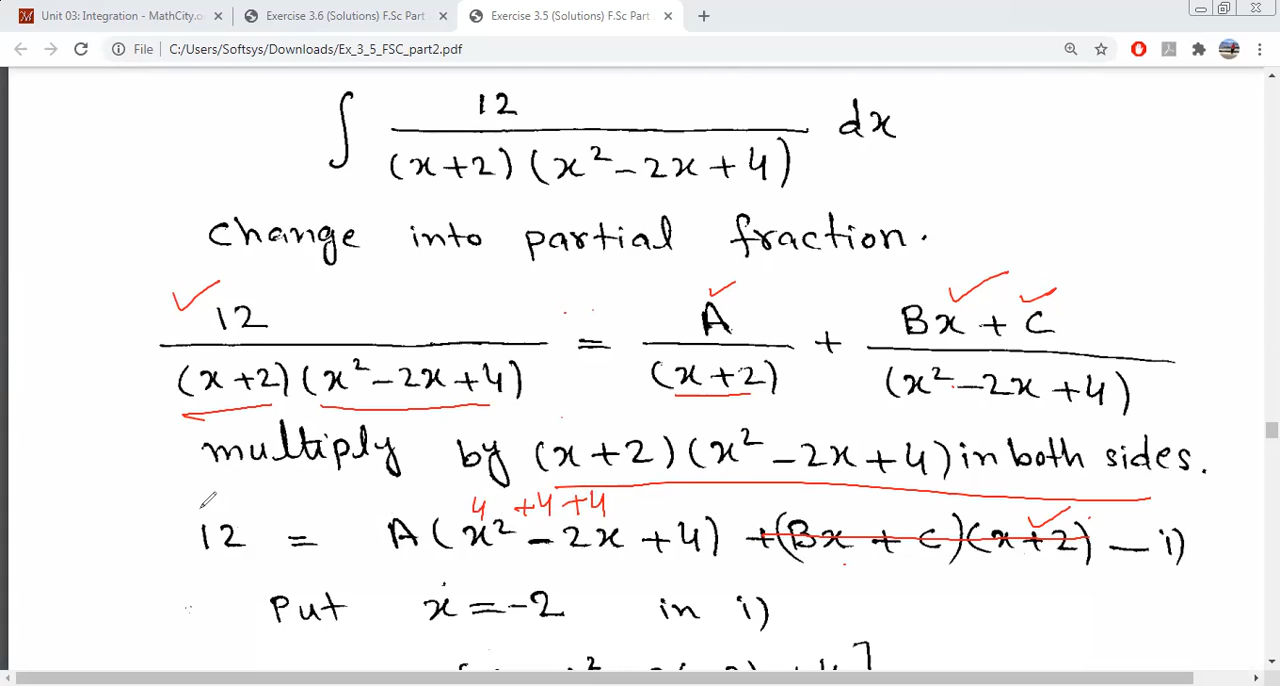 Unit 03: Integration - MathCity.o
Exercise 3.6 (Solutions) F.Sc Part
Exercise 3.5 (Solutions) F.Sc Part
File C:/Users/Softsys/Downloads/Ex_3_5_FSC_part2.pdf
∫ 12 / (x+2)(x²-2x+4) dx
change into partial fraction.
12 / (x+2)(x²-2x+4) = A / (x+2) + Bx + C / (x²-2x+4)
multiply by (x+2)(x²-2x+4) in both sides.
4 +4 +4
12 = A(x²-2x+4) +(Bx + C)(x+2) — i)
Put x=-2 in i)